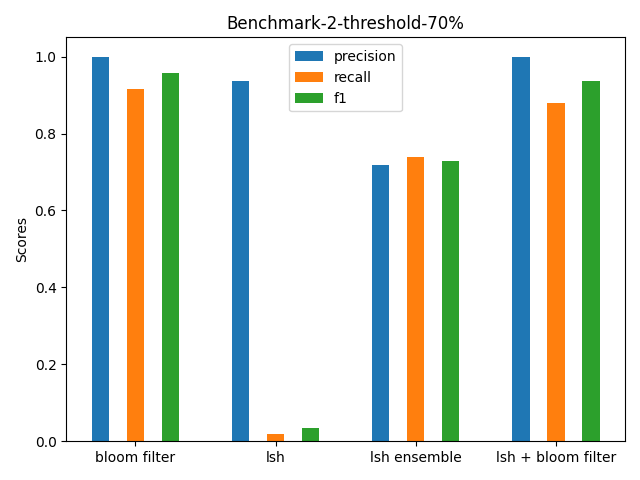 Benchmark-2-threshold-70%
precision
recall
f1
1.0
0.8
0.6
0.4
0.2
0.0
Scores
bloom filter
lsh
lsh ensemble
lsh + bloom filter